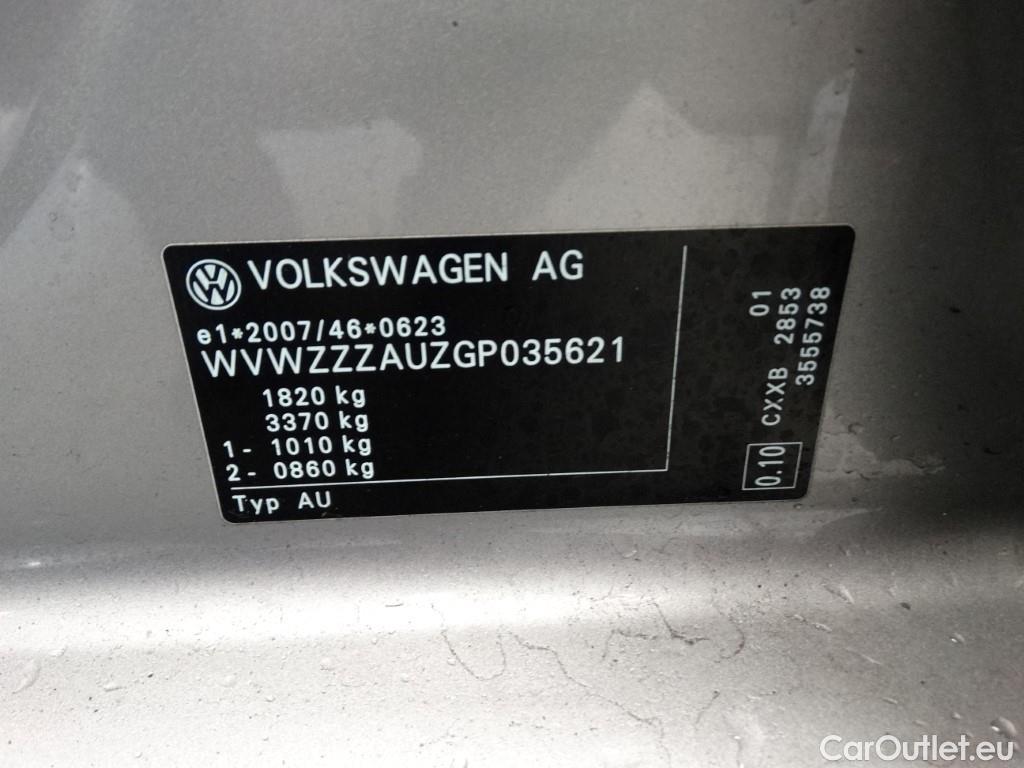 VOLKSWAGEN AG
e1*2007/46*0623
WVWZZZAUZGP035621
1820 kg
3370 kg
1- 1010 kg
2- 0860 kg
Typ AU
01
CXXB 2853
3555738
0.10
CarOutlet.eu